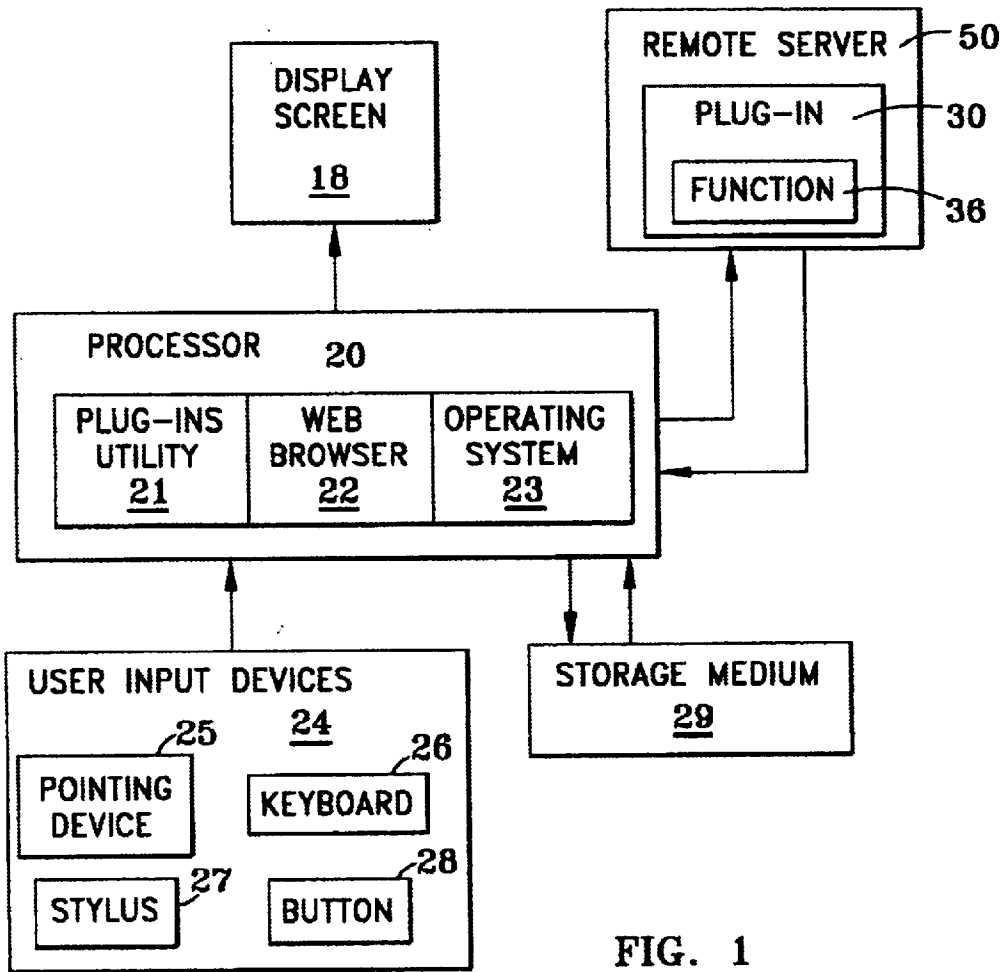 DISPLAY
SCREEN
18
REMOTE SERVER
50
PLUG-IN
30
FUNCTION
36
PROCESSOR
20
PLUG-INS
UTILITY
21
WEB
BROWSER
22
OPERATING
SYSTEM
23
USER INPUT DEVICES
24
25
POINTING
DEVICE
26
KEYBOARD
27
STYLUS
28
BUTTON
STORAGE MEDIUM
29
FIG. 1